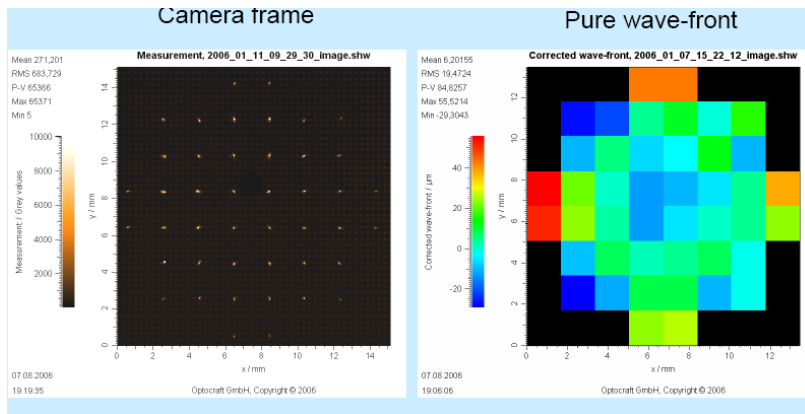 Camera frame
Measurement, 2006_01_11_09_29_30_image.shw
Mean 271,201
RMS 683,729
P-V 65366
Max 65371
Min 5
Measurement / Grey values
10000
8000
6000
4000
2000
y / mm
14
12
10
8
6
4
2
0
0 2 4 6 8 10 12 14
x / mm
07.08.2006
19:19:35
Optocraft GmbH, Copyright © 2006
Pure wave-front
Corrected wave-front, 2006_01_07_15_22_12_image.shw
Mean 6,20155
RMS 19,4724
P-V 84,8257
Max 55,5214
Min -29,3043
Corrected wave-front / µm
40
20
0
-20
y / mm
12
10
8
6
4
2
0
0 2 4 6 8 10 12
x / mm
07.08.2006
19:06:06
Optocraft GmbH, Copyright © 2006